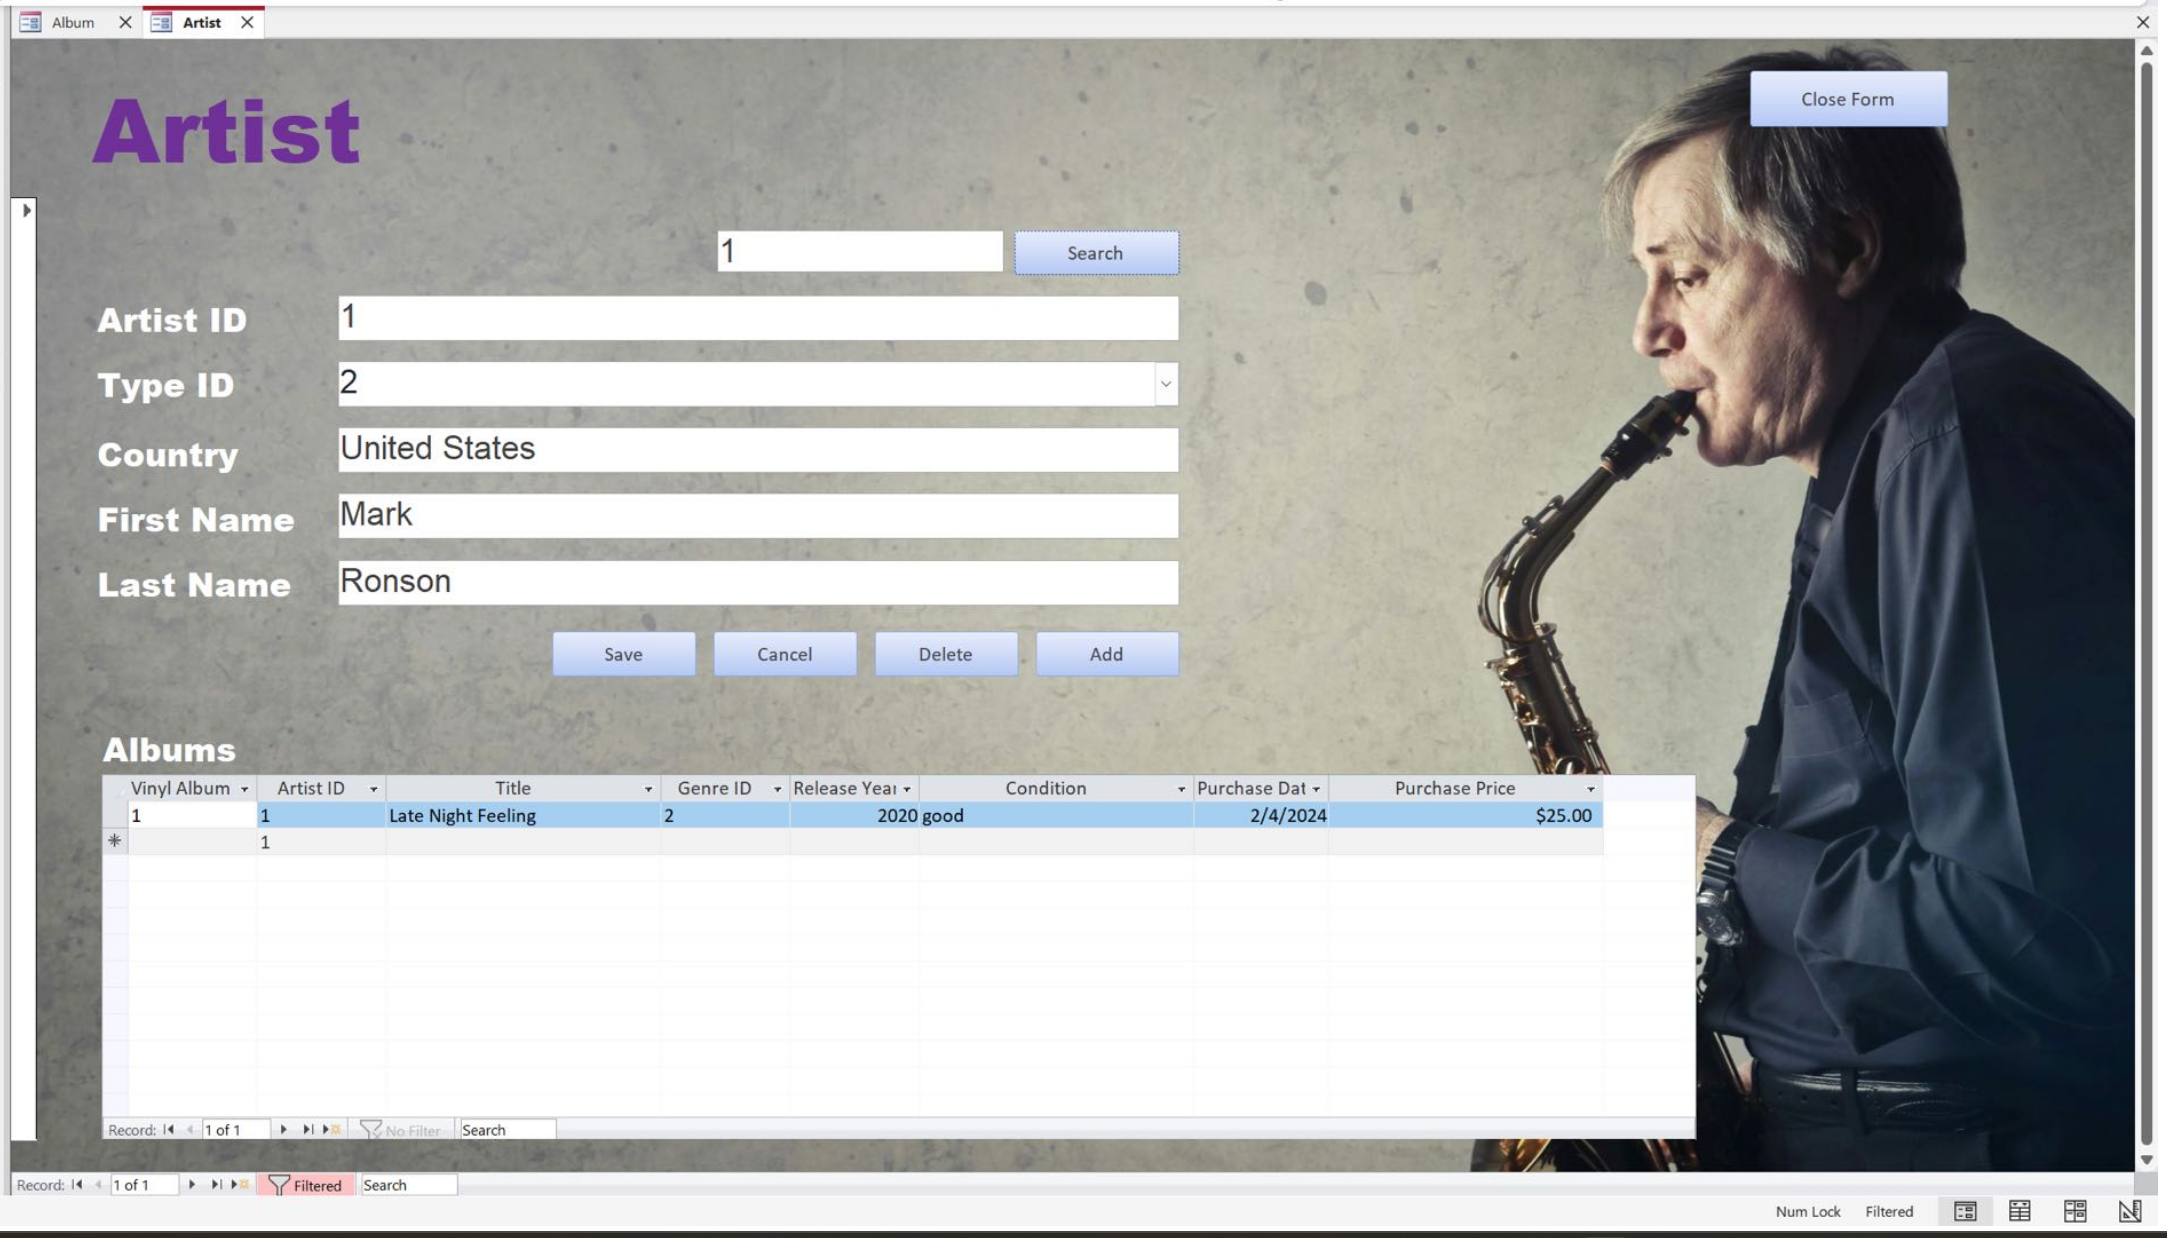 Album Artist
Artist
Close Form
1 Search
Artist ID 1
Type ID 2
Country United States
First Name Mark
Last Name Ronson
Save Cancel Delete Add
Albums
Vinyl Album Artist ID Title Genre ID Release Year Condition Purchase Dat Purchase Price
1 1 Late Night Feeling 2 2020 good 2/4/2024 $25.00
1
Record: 1 of 1 No Filter Search
Record: 1 of 1 Filtered Search
Num Lock Filtered